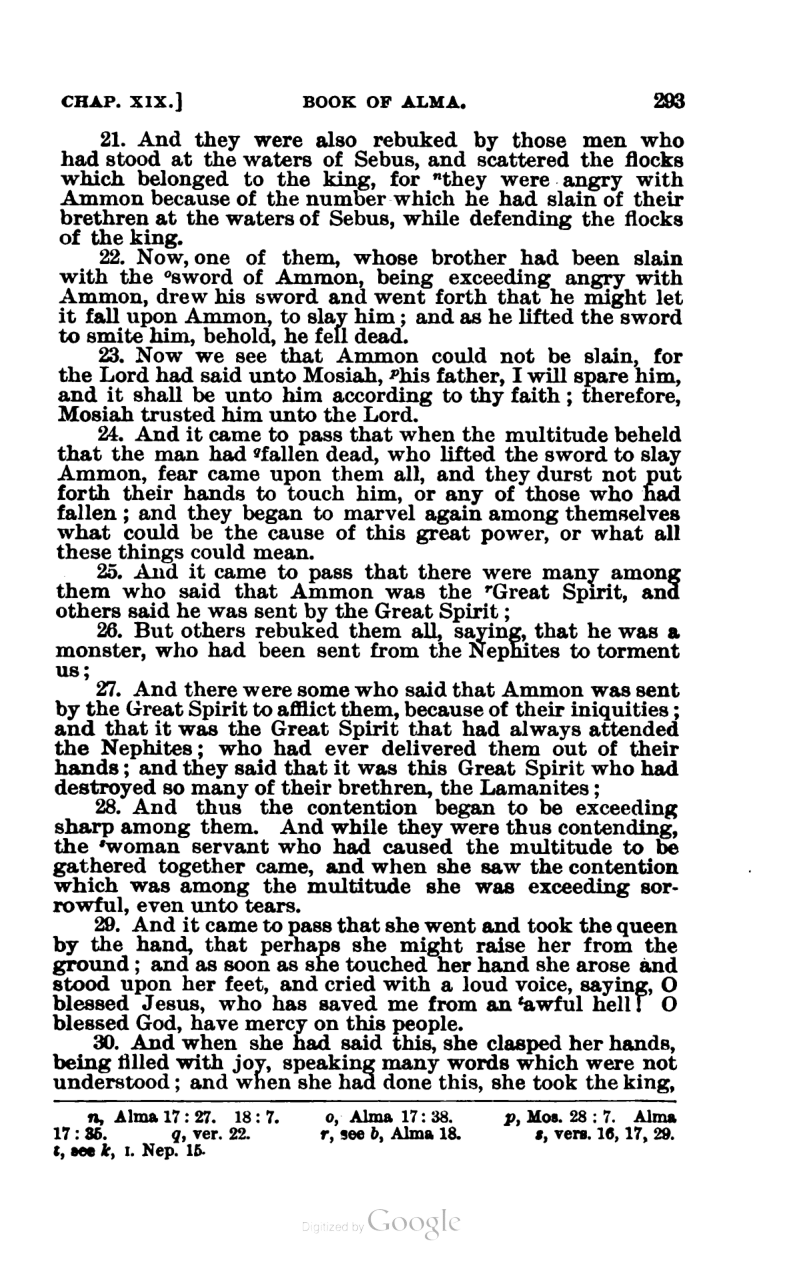 CHAP. XIX.] BOOK OF ALMA. 293
21. And they were also rebuked by those men who
had stood at the waters of Sebus, and scattered the flocks
which belonged to the king, for ⁿthey were angry with
Ammon because of the number which he had slain of their
brethren at the waters of Sebus, while defending the flocks
of the king.
22. Now, one of them, whose brother had been slain
with the ᵒsword of Ammon, being exceeding angry with
Ammon, drew his sword and went forth that he might let
it fall upon Ammon, to slay him; and as he lifted the sword
to smite him, behold, he fell dead.
23. Now we see that Ammon could not be slain, for
the Lord had said unto Mosiah, ᵖhis father, I will spare him,
and it shall be unto him according to thy faith; therefore,
Mosiah trusted him unto the Lord.
24. And it came to pass that when the multitude beheld
that the man had qfallen dead, who lifted the sword to slay
Ammon, fear came upon them all, and they durst not put
forth their hands to touch him, or any of those who had
fallen; and they began to marvel again among themselves
what could be the cause of this great power, or what all
these things could mean.
25. And it came to pass that there were many among
them who said that Ammon was the ʳGreat Spirit, and
others said he was sent by the Great Spirit;
26. But others rebuked them all, saying, that he was a
monster, who had been sent from the Nephites to torment
us;
27. And there were some who said that Ammon was sent
by the Great Spirit to afflict them, because of their iniquities;
and that it was the Great Spirit that had always attended
the Nephites; who had ever delivered them out of their
hands; and they said that it was this Great Spirit who had
destroyed so many of their brethren, the Lamanites;
28. And thus the contention began to be exceeding
sharp among them. And while they were thus contending,
the ˢwoman servant who had caused the multitude to be
gathered together came, and when she saw the contention
which was among the multitude she was exceeding sor-
rowful, even unto tears.
29. And it came to pass that she went and took the queen
by the hand, that perhaps she might raise her from the
ground; and as soon as she touched her hand she arose and
stood upon her feet, and cried with a loud voice, saying, O
blessed Jesus, who has saved me from an ᵗawful hell! O
blessed God, have mercy on this people.
30. And when she had said this, she clasped her hands,
being filled with joy, speaking many words which were not
understood; and when she had done this, she took the king,
n, Alma 17: 27. 18: 7. o, Alma 17: 38. p, Mos. 28: 7. Alma
17: 35. q, ver. 22. r, see b, Alma 18. s, vers. 16, 17, 29.
t, see k, I. Nep. 15.
Digitized by Google